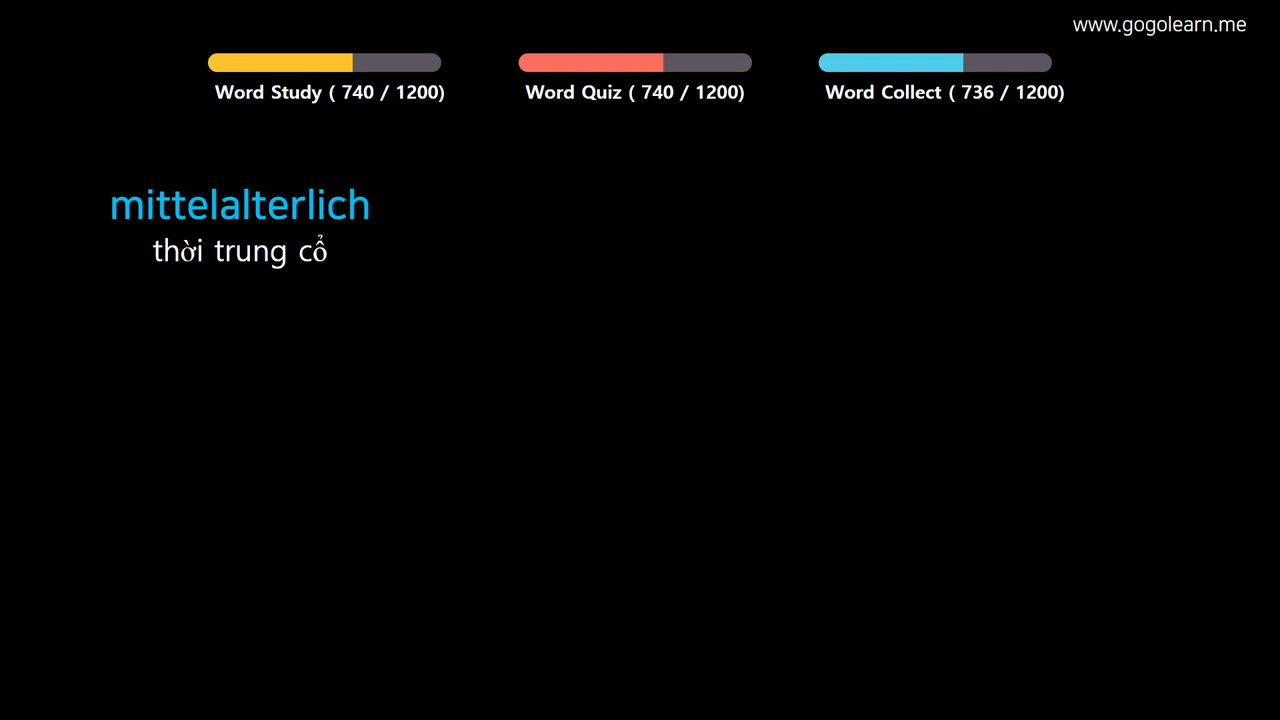 www.gogolearn.me
Word Study ( 740 / 1200)
Word Quiz ( 740 / 1200)
Word Collect ( 736 / 1200)
mittelalterlich
thời trung cổ